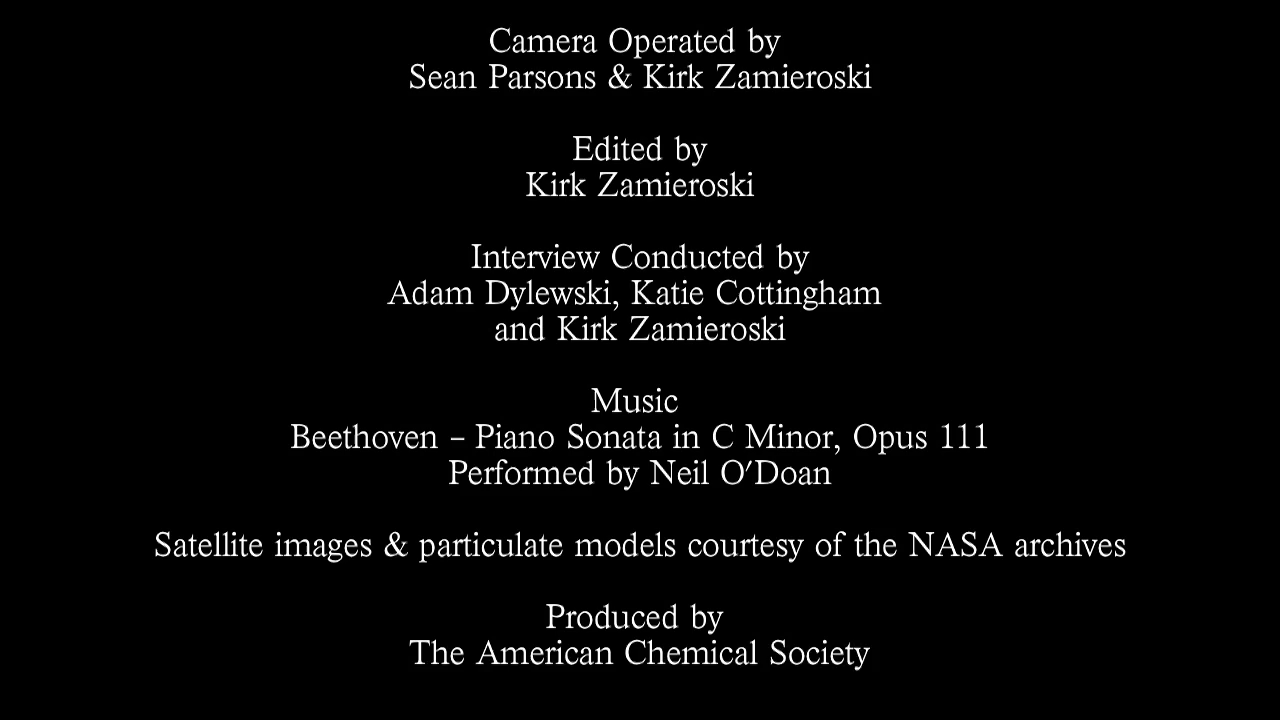 Camera Operated by
Sean Parsons & Kirk Zamieroski
Edited by
Kirk Zamieroski
Interview Conducted by
Adam Dylewski, Katie Cottingham
and Kirk Zamieroski
Music
Beethoven – Piano Sonata in C Minor, Opus 111
Performed by Neil O'Doan
Satellite images & particulate models courtesy of the NASA archives
Produced by
The American Chemical Society